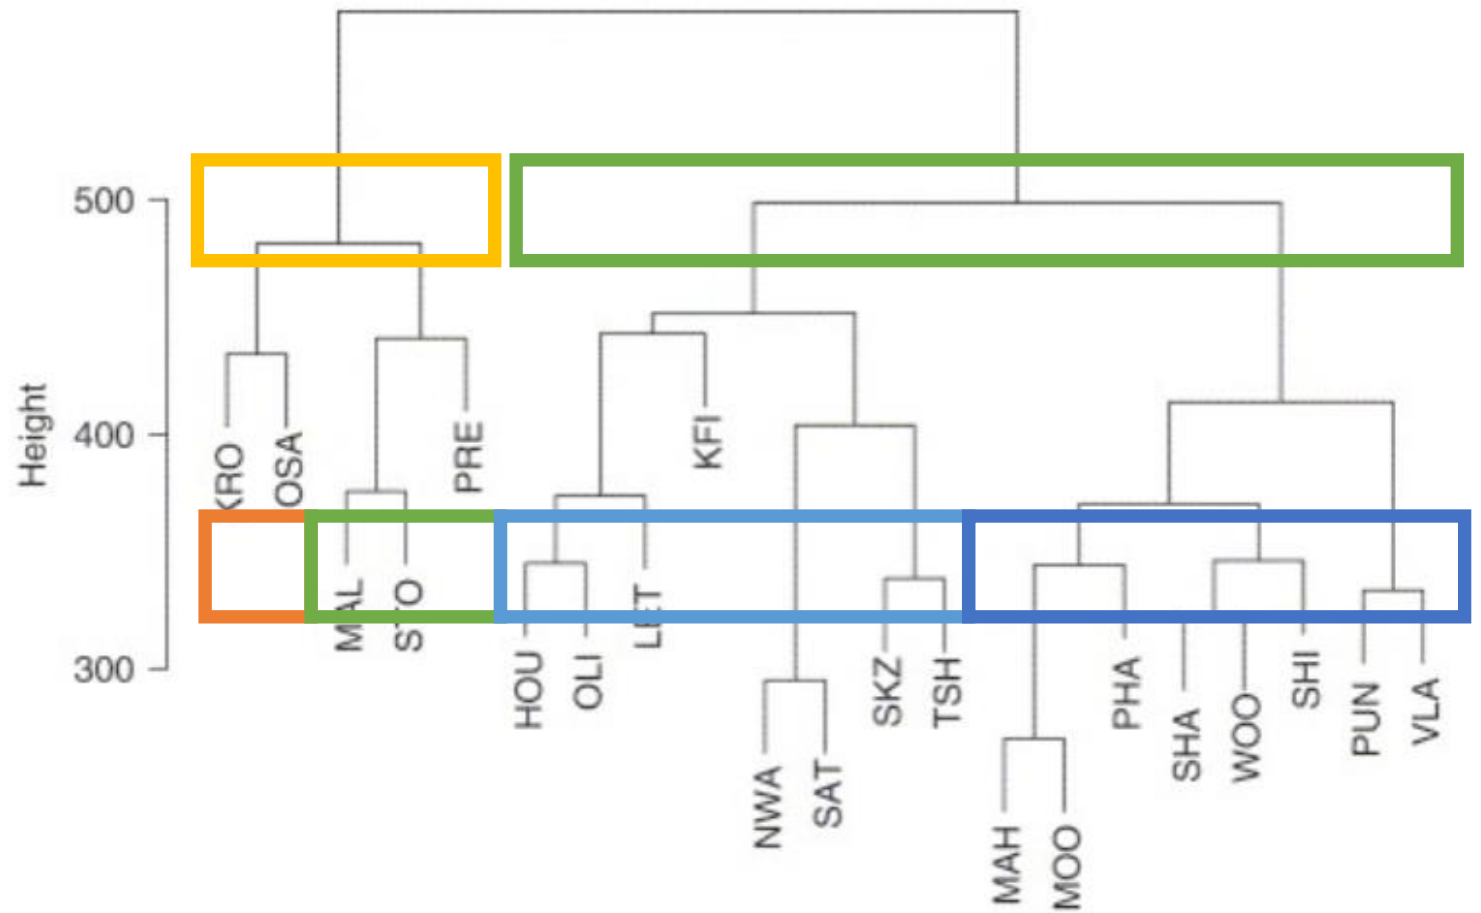 500
400
300
Height
KRO
OSA
MAL
STO
PRE
HOU
OLI
LET
KFI
NWA
SAT
SKZ
TSH
MAH
MOO
PHA
SHA
WOO
SHI
PUN
VLA